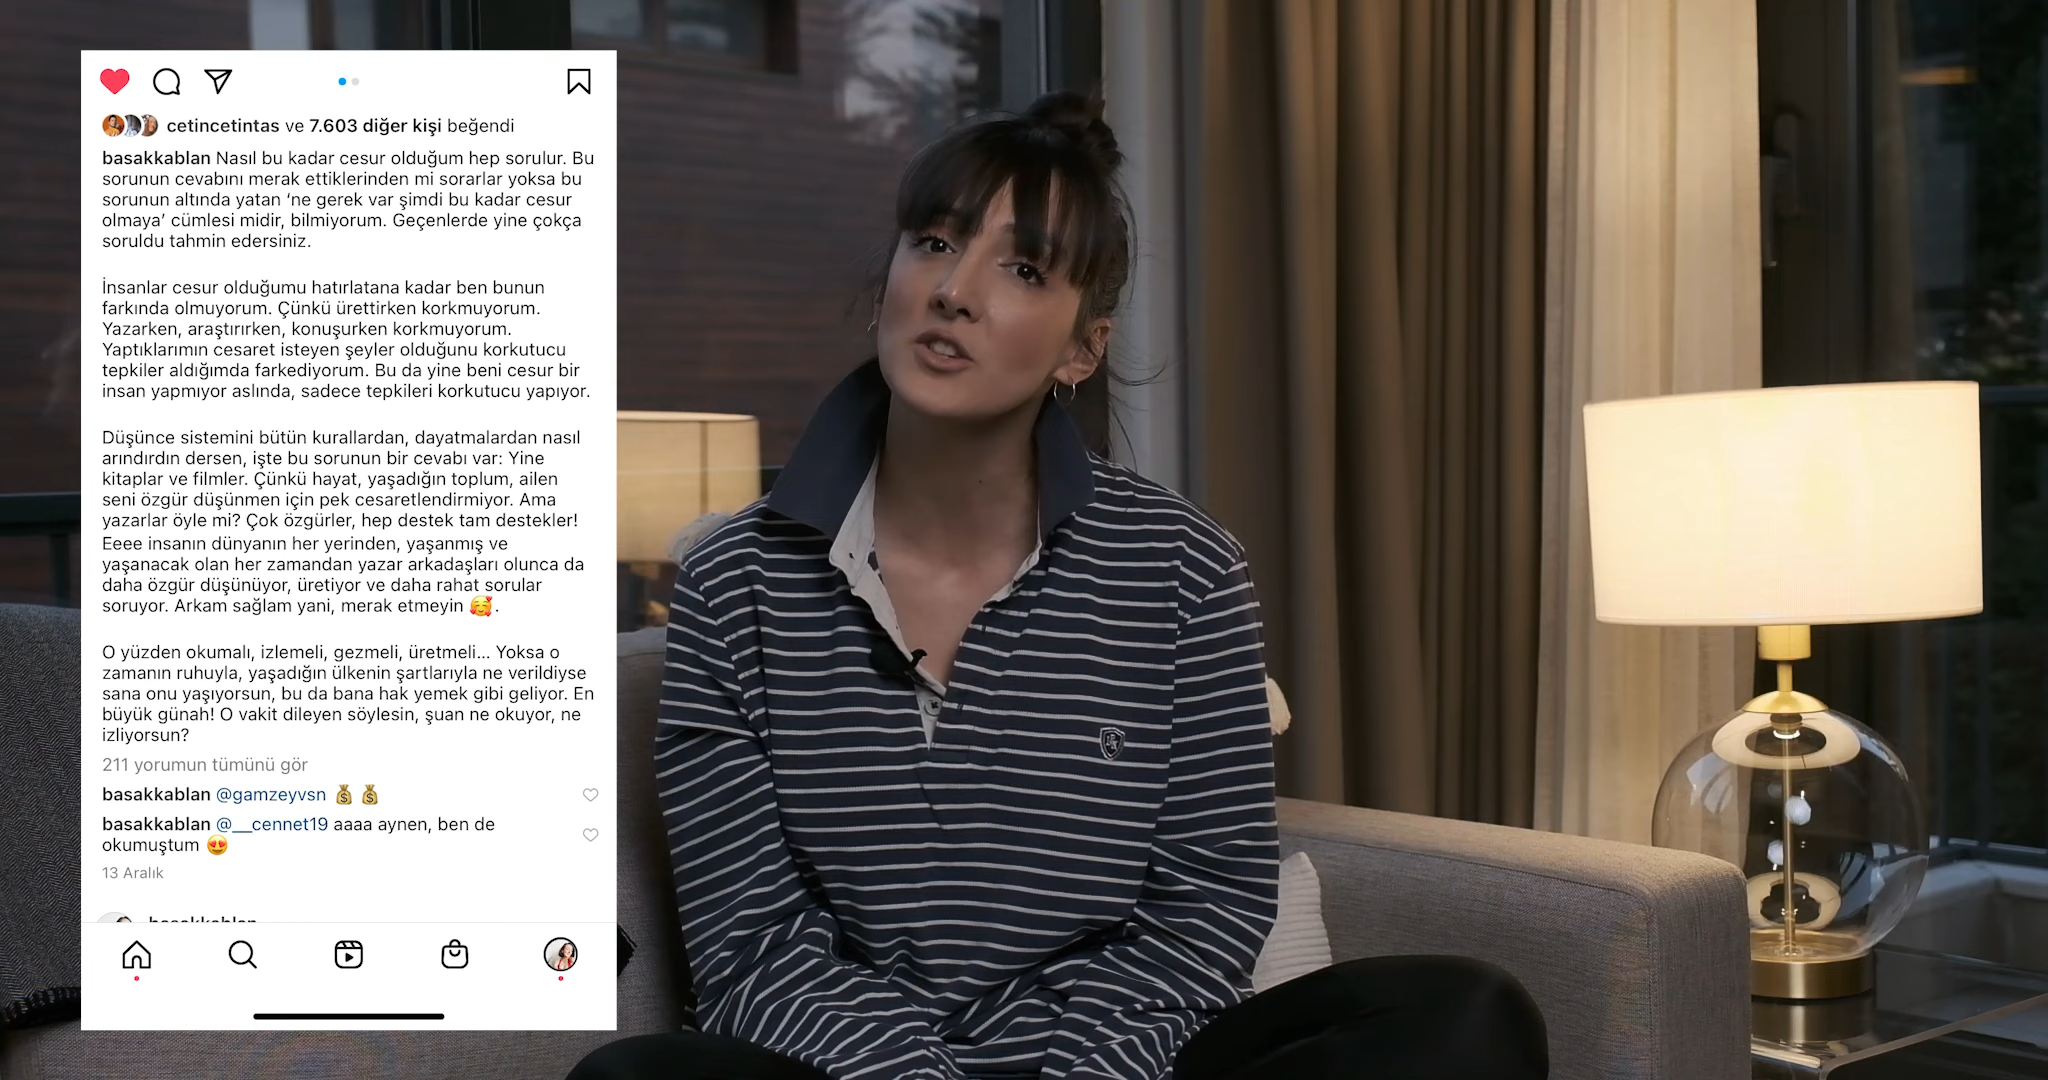 cetincetintas ve 7.603 diğer kişi beğendi
basakkablan Nasıl bu kadar cesur olduğum hep sorulur. Bu
sorunun cevabını merak ettiklerinden mi sorarlar yoksa bu
sorunun altında yatan ‘ne gerek var şimdi bu kadar cesur
olmaya’ cümlesi midir, bilmiyorum. Geçenlerde yine çokça
soruldu tahmin edersiniz.
İnsanlar cesur olduğumu hatırlatana kadar ben bunun
farkında olmuyorum. Çünkü ürettirken korkmuyorum.
Yazarken, araştırırken, konuşurken korkmuyorum.
Yaptıklarımın cesaret isteyen şeyler olduğunu korkutucu
tepkiler aldığımda farkediyorum. Bu da yine beni cesur bir
insan yapmıyor aslında, sadece tepkileri korkutucu yapıyor.
Düşünce sistemini bütün kurallardan, dayatmalardan nasıl
arındırdın dersen, işte bu sorunun bir cevabı var: Yine
kitaplar ve filmler. Çünkü hayat, yaşadığın toplum, ailen
seni özgür düşünmen için pek cesaretlendirmiyor. Ama
yazarlar öyle mi? Çok özgürler, hep destek tam destekler!
Eeee insanın dünyanın her yerinden, yaşanmış ve
yaşanacak olan her zamandan yazar arkadaşları olunca da
daha özgür düşünüyor, üretiyor ve daha rahat sorular
soruyor. Arkam sağlam yani, merak etmeyin 🥰.
O yüzden okumalı, izlemeli, gezmeli, üretmeli... Yoksa o
zamanın ruhuyla, yaşadığın ülkenin şartlarıyla ne verildiyse
sana onu yaşıyorsun, bu da bana hak yemek gibi geliyor. En
büyük günah! O vakit dileyen söylesin, şuan ne okuyor, ne
izliyorsun?
211 yorumun tümünü gör
basakkablan @gamzeyvsn 💰 💰
basakkablan @__cennet19 aaaa aynen, ben de
okumuştum 😍
13 Aralık
basakkablan